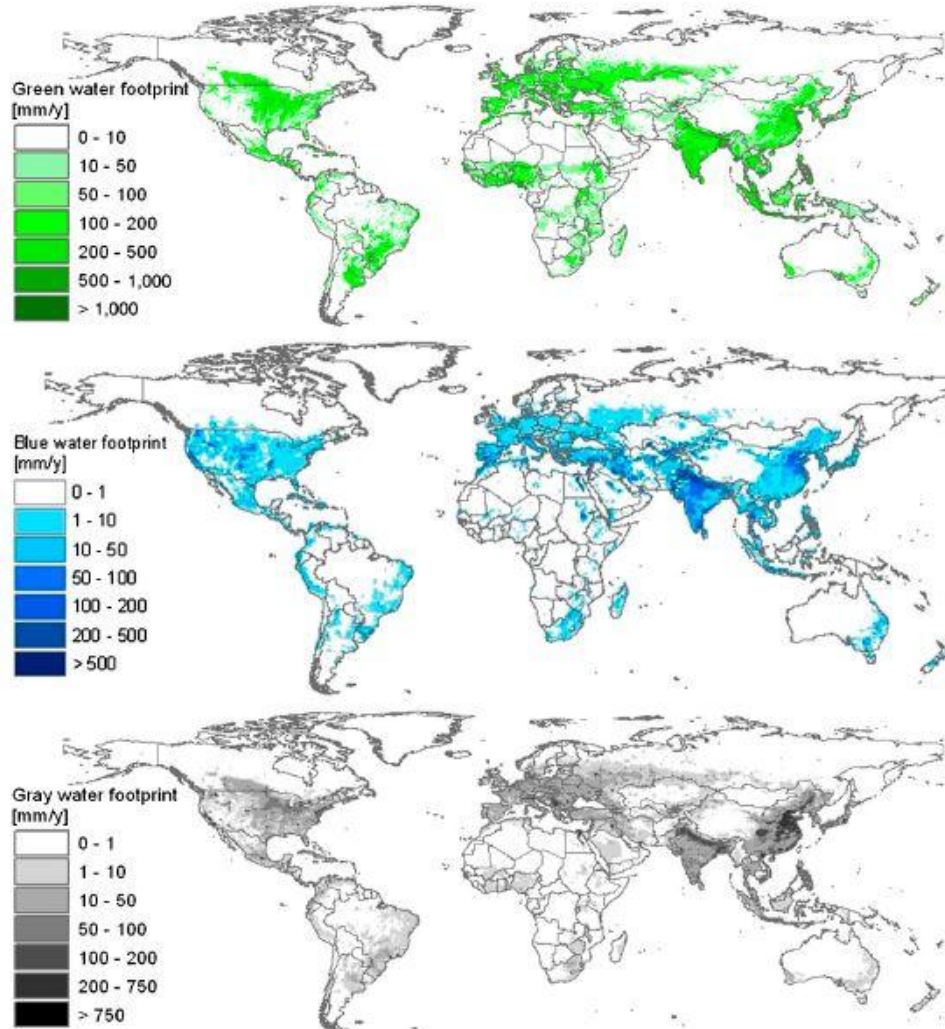 Green water footprint
[mm/y]
0 - 10
10 - 50
50 - 100
100 - 200
200 - 500
500 - 1,000
> 1,000
Blue water footprint
[mm/y]
0 - 1
1 - 10
10 - 50
50 - 100
100 - 200
200 - 500
> 500
Gray water footprint
[mm/y]
0 - 1
1 - 10
10 - 50
50 - 100
100 - 200
200 - 750
> 750